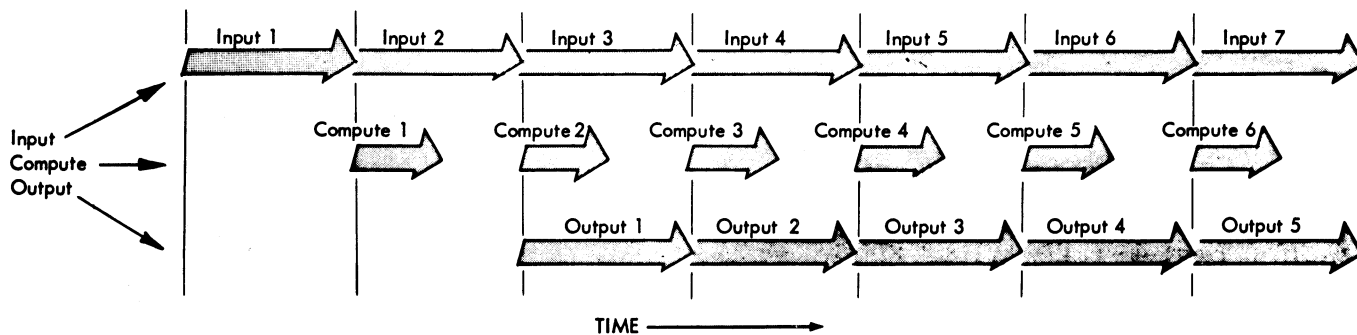 Input 1 Input 2 Input 3 Input 4 Input 5 Input 6 Input 7
Input
Compute
Output
Compute 1 Compute 2 Compute 3 Compute 4 Compute 5 Compute 6
Output 1 Output 2 Output 3 Output 4 Output 5
TIME